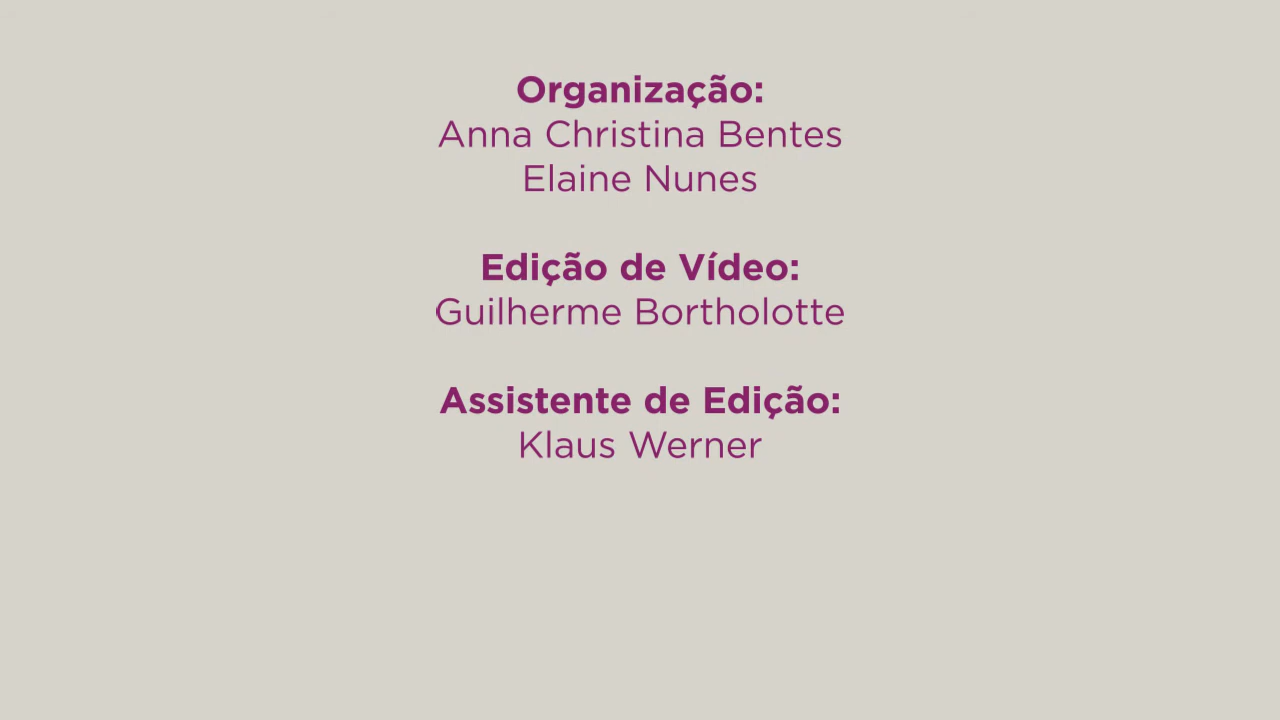 Organização:
Anna Christina Bentes
Elaine Nunes
Edição de Vídeo:
Guilherme Bortholotte
Assistente de Edição:
Klaus Werner